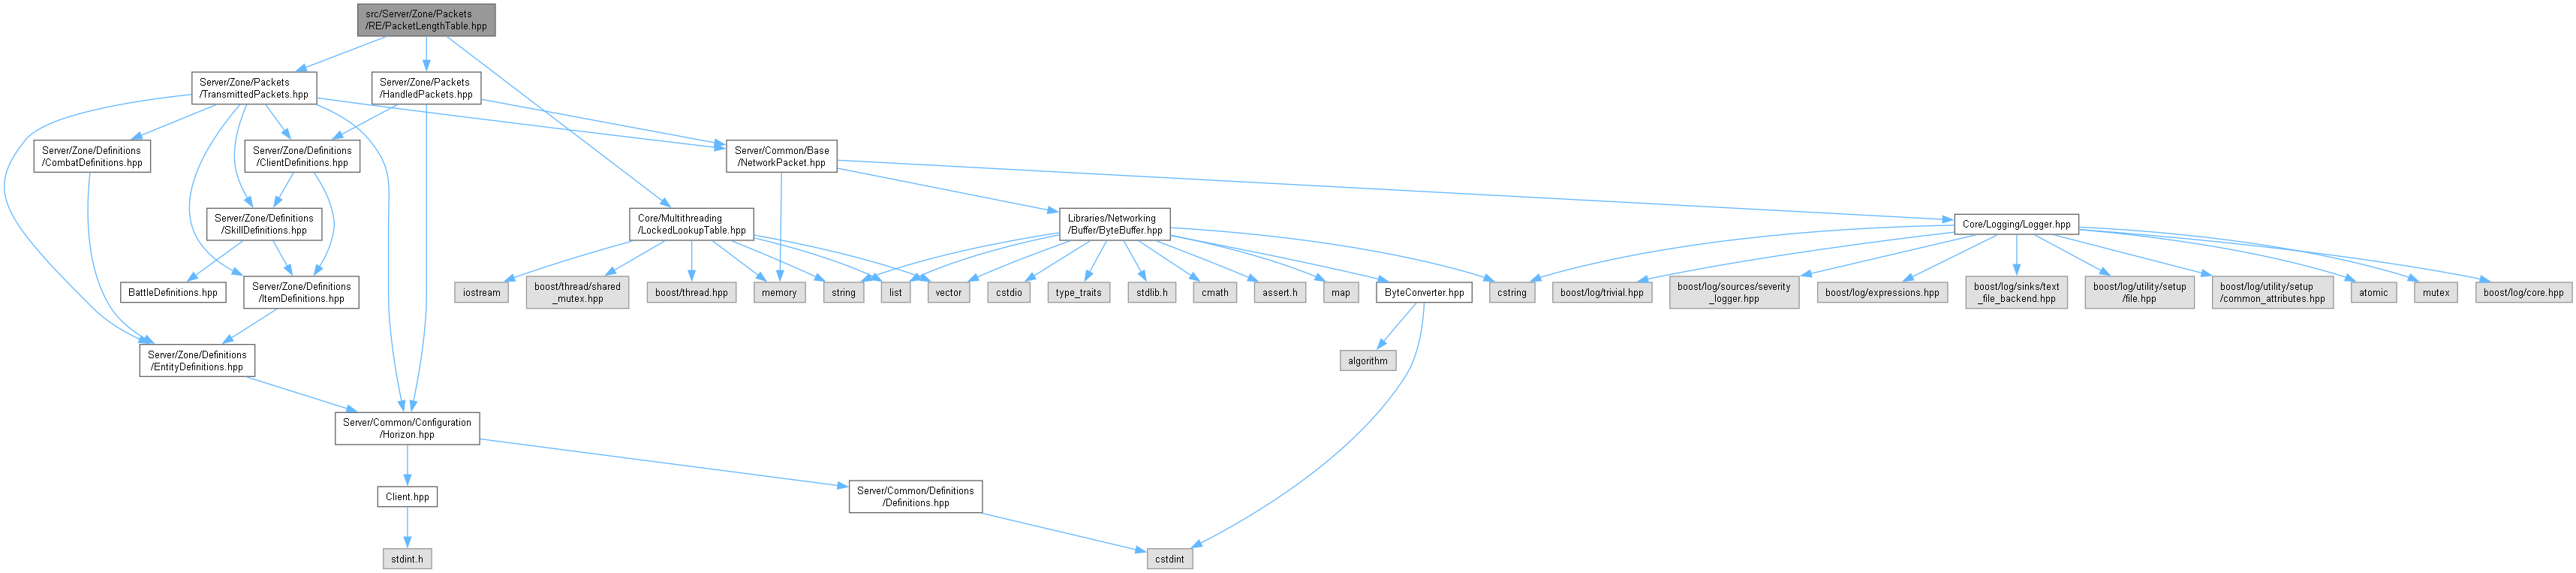 src/Server/Zone/Packets
/RE/PacketLengthTable.hpp
Server/Zone/Packets
/TransmittedPackets.hpp
Server/Zone/Packets
/HandledPackets.hpp
Server/Zone/Definitions
/CombatDefinitions.hpp
Server/Zone/Definitions
/ClientDefinitions.hpp
Server/Common/Base
/NetworkPacket.hpp
Server/Zone/Definitions
/SkillDefinitions.hpp
Core/Multithreading
/LockedLookupTable.hpp
Libraries/Networking
/Buffer/ByteBuffer.hpp
Core/Logging/Logger.hpp
BattleDefinitions.hpp
Server/Zone/Definitions
/ItemDefinitions.hpp
iostream
boost/thread/shared
_mutex.hpp
boost/thread.hpp
memory
string
list
vector
cstdio
type_traits
stdlib.h
cmath
assert.h
map
ByteConverter.hpp
cstring
boost/log/trivial.hpp
boost/log/sources/severity
_logger.hpp
boost/log/expressions.hpp
boost/log/sinks/text
_file_backend.hpp
boost/log/utility/setup
/file.hpp
boost/log/utility/setup
/common_attributes.hpp
atomic
mutex
boost/log/core.hpp
Server/Zone/Definitions
/EntityDefinitions.hpp
algorithm
Server/Common/Configuration
/Horizon.hpp
Client.hpp
Server/Common/Definitions
/Definitions.hpp
stdint.h
cstdint